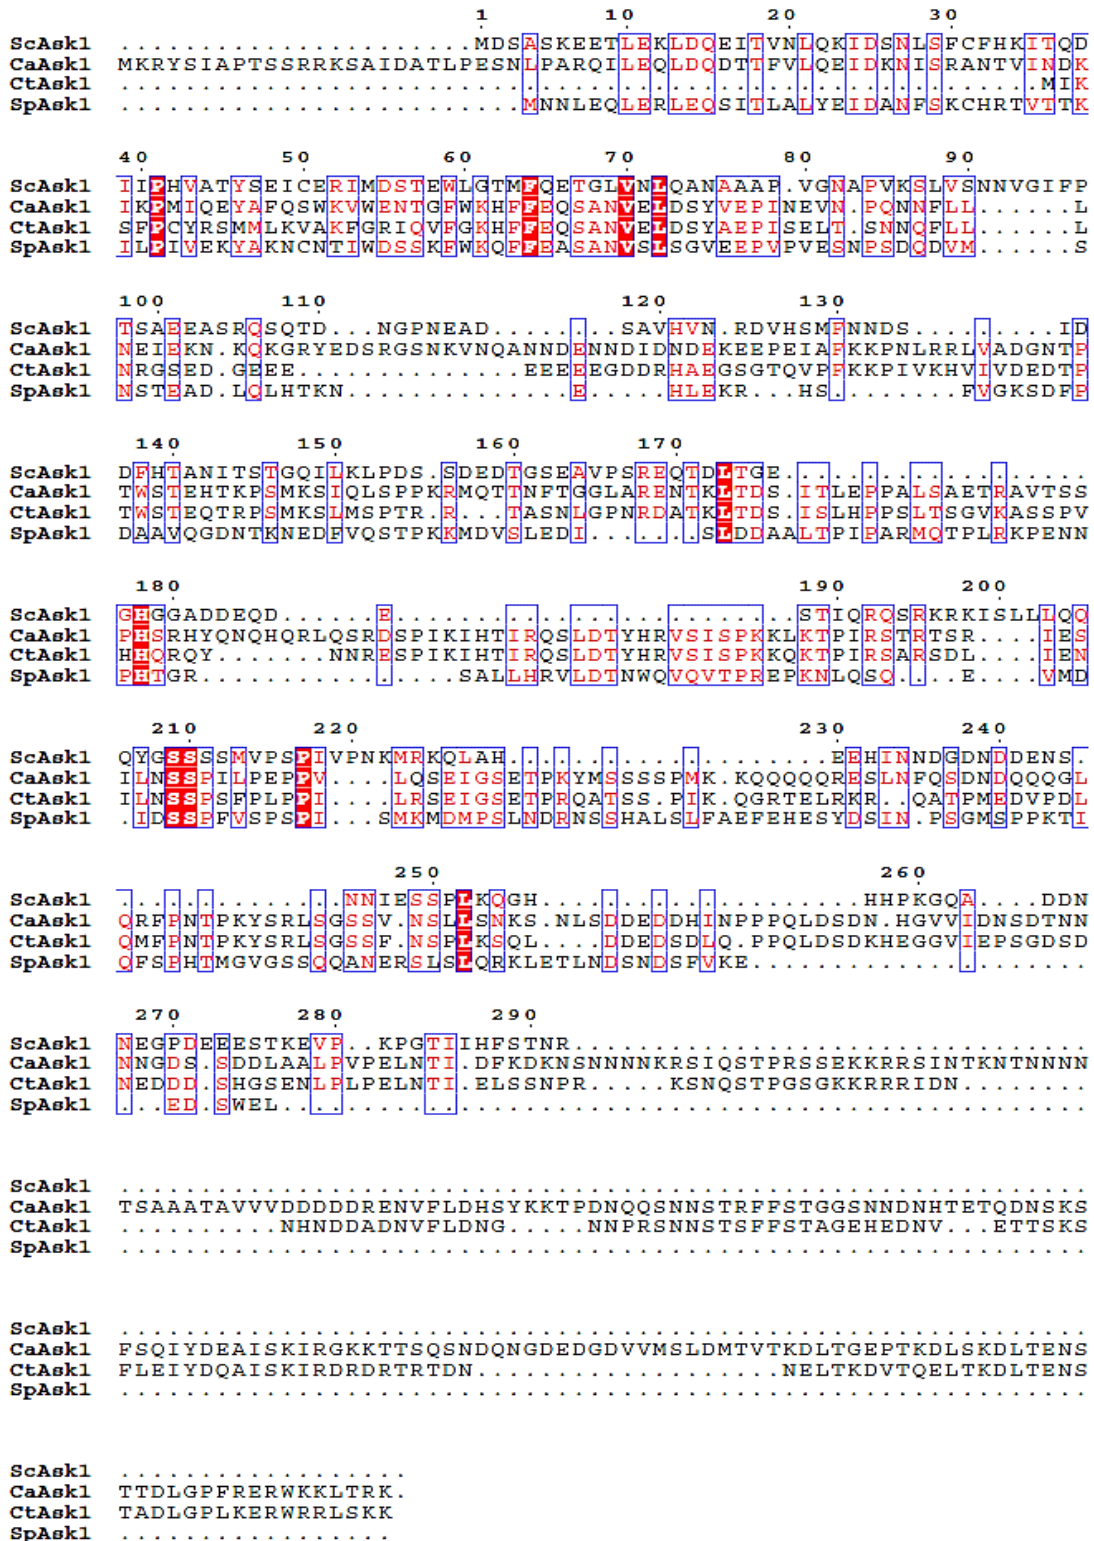 1 10 20 30
ScAsk1 ......................MDSASKEETLEKLDQEITVNLQKIDSNLSFCFHKITQD
CaAsk1 MKRYSIAPTSSRRKSAIDATLPESNLPARQILEQLDQDTTFVLQEIDKNISRANTVINDK
CtAsk1 .........................................................MIK
SpAsk1 .........................MNNLEQLERLEQSITLALYEIDANFSKCHRTVTTK
40 50 60 70 80 90
ScAsk1 IIPHVATYSEICERIMDSTEWLGTMFQETGLVNLQANAAAP.VGNAPVKSLVSNNVGIFP
CaAsk1 IKPMIQEYAFQSWKVWENTGFWKHFFEQSANVELDSYVEPINEVN.PQNNFLL......L
CtAsk1 SFPCYRSMMLKVAKFGRIQVFGKHFFEQSANVELDSYAEPISELT.SNNQFLL......L
SpAsk1 ILPIVEKYAKNCNTIWDSSKFWKQFFEASANVSLSGVEEPVPVESNPSDQDVM......S
100 110 120 130
ScAsk1 TSAEEASRQSQTD...NGPNEAD........SAVHVN.RDVHSMFNNDS.........ID
CaAsk1 NEIEKN.KQKGRYEDSRGSNKVNQANNDENNDIDNDEKEEPEIAFKKPNLRRLVADGNTP
CtAsk1 NRGSED.GEEE..............EEEEEGDDRHAEGSGTQVPFKKPIVKHVIVDEDTP
SpAsk1 NSTEAD.LQLHTKN..............E.....HLEKR...HS........FVGKSDFP
140 150 160 170
ScAsk1 DFHTANITSTGQILKLPDS.SDEDTGSEAVPSREQTDLTGE...................
CaAsk1 TWSTEHTKPSMKSIQLSPPKRMQTTNFTGGLARENTKLTDS.ITLEPPALSAETRAVTSS
CtAsk1 TWSTEQTRPSMKSLMSPTR.R...TASNLGPNRDATKLTDS.ISLHPPSLTSGVKASSPV
SpAsk1 DAAVQGDNTKNEDFVQSTPKKMDVSLEDI.......SLDDAALTPIPARMQTPLRKPENN
180 190 200
ScAsk1 GHGGADDEQD......E.........................STIQRQSRKRKISLLLQQ
CaAsk1 PHSRHYQNQHQRLQSRDSPIKIHTIRQSLDTYHRVSISPKKLKTPIRSTRTSR....IES
CtAsk1 HHQRQY.......NNRESPIKIHTIRQSLDTYHRVSISPKKQKTPIRSARSDL....IEN
SpAsk1 PHTGR................SALLHRVLDTNWQVQVTPREPKNLQSQ...E....VMD
210 220 230 240
ScAsk1 QYGSSSSMVPSPIVPNKMRKQLAH....................EEHINNDGDNDDENS.
CaAsk1 ILNSSPILPEPPV....LQSEIGSETPKYMSSSSPMK.KQQQQQRESLNFQSDNDQQQGL
CtAsk1 ILNSSPSFPLPPI....LRSEIGSETPRQATSS.PIK.QGRTELRKR..QATPMEDVPDL
SpAsk1 .IDSSPFVSPSPI...SMKMDMPSLNDRNSSHALSLFAEFEHESYDSIN.PSGMSPPKTI
250 260
ScAsk1 ..............NNIESSPLKQGH....................HHPKGQA....DDN
CaAsk1 QRFPNTPKYSRLSGSSV.NSLLSNKS.NLSDDEDDHINPPPQLDSDN.HGVVIDNSDTNN
CtAsk1 QMFPNTPKYSRLSGSSF.NSPLKSQL....DDEDSDLQ.PPQLDSDKHEGGVIEPSGDSD
SpAsk1 QFSPHTMGVGSSQQANERSLSLQRKLETLNDSNDSFVKE.....................
270 280 290
ScAsk1 NEGPDEEESTKEVP..KPGTIIHFSTNR................................
CaAsk1 NNGDS.SDDLAALPVPELNTI.DFKDKNSNNNNKRSIQSTPRSSEKKRRSINTKNTNNNN
CtAsk1 NEDDD.SHGSENLPLPELNTI.ELSSNPR.....KSNQSTPGSGKKRRRIDN........
SpAsk1 ...ED.SWEL..................................................
ScAsk1 ............................................................
CaAsk1 TSAAATAVVVDDDDDRENVFLDHSYKKTPDNQQSNNSTRFFSTGGSNNDNHTETQDNSKS
CtAsk1 ..........NHNDDADNVFLDNG.....NNPRSNNSTSFFSTAGEHEDNV...ETTSKS
SpAsk1 ............................................................
ScAsk1 ............................................................
CaAsk1 FSQIYDEAISKIRGKKTTSQSNDQNGDEDGDVVMSLDMTVTKDLTGEPTKDLSKDLTENS
CtAsk1 FLEIYDQAISKIRDRDRTRTDN...................NELTKDVTQELTKDLTENS
SpAsk1 ............................................................
ScAsk1 ..................
CaAsk1 TTDLGPFRERWKKLTRK.
CtAsk1 TADLGPLKERWRRLSKK
SpAsk1 .................